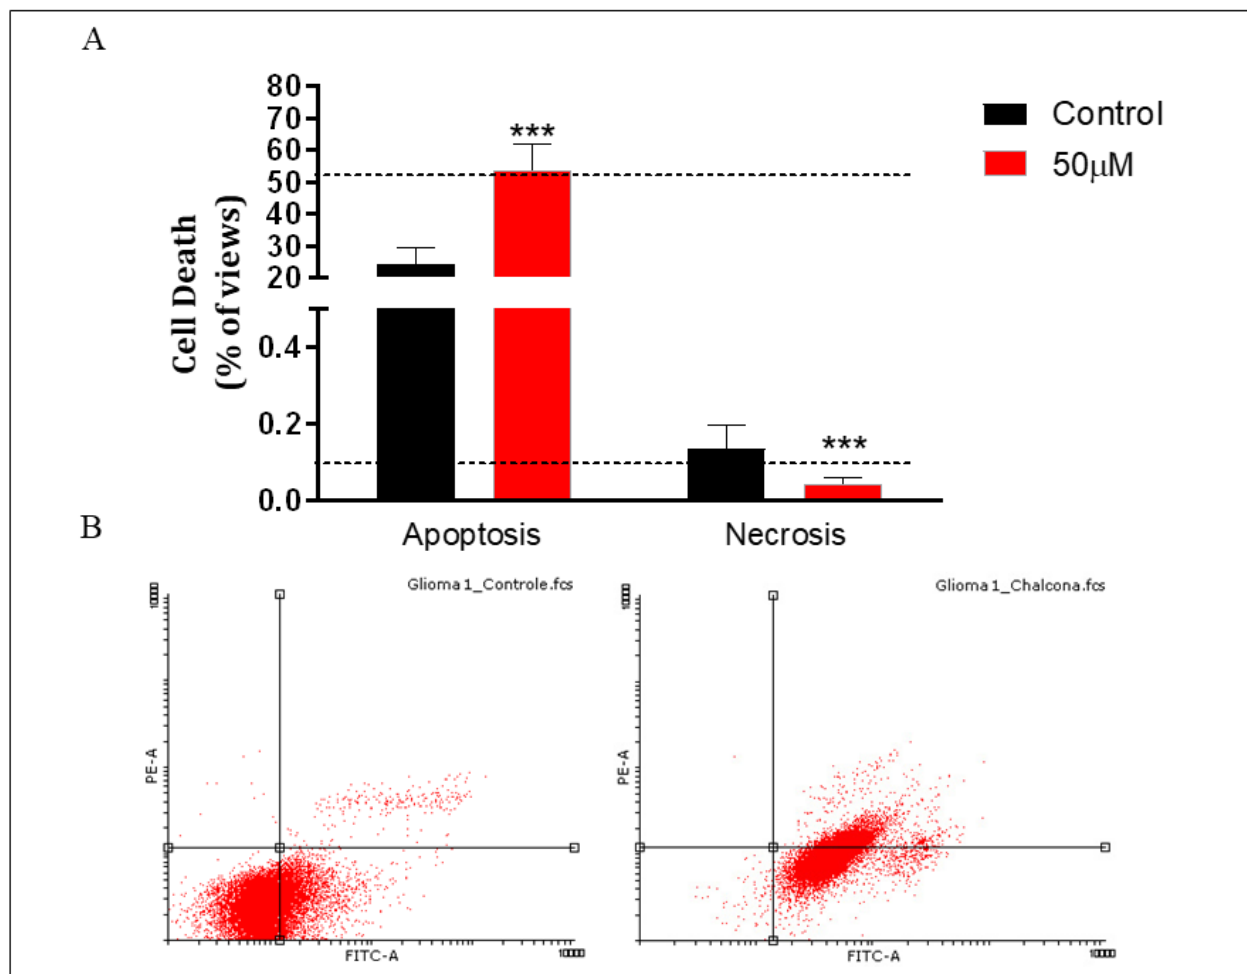 A
80
70
60
50
40
30
20
0.4
0.2
0.0
Cell Death
(% of views)
***
***
Control
50µM
Apoptosis
Necrosis
B
Glioma 1_Controle.fcs
PE-A
FITC-A
Glioma 1_Chalcona.fcs
PE-A
FITC-A